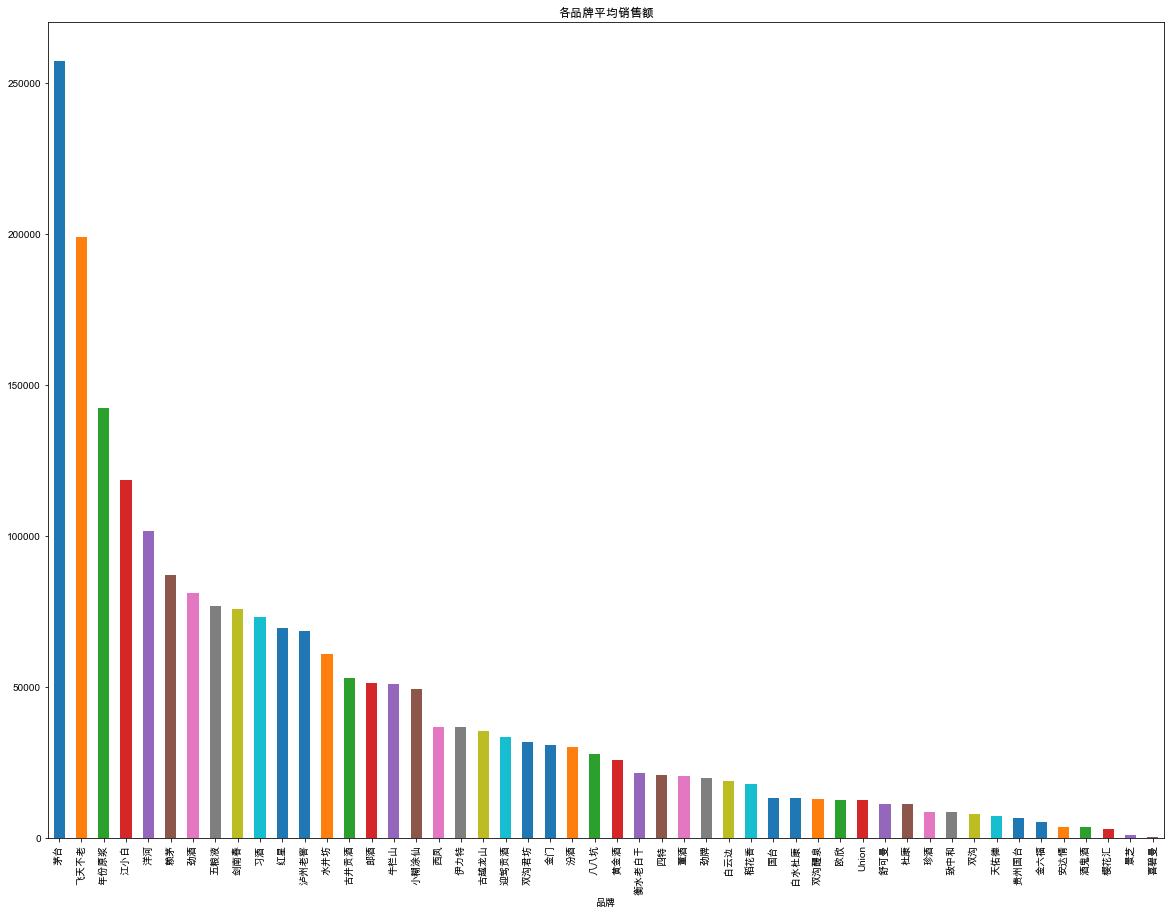 各品牌平均销售额
250000
200000
150000
100000
50000
0
茅台
飞天不老
年份原浆
江小白
洋河
赖茅
劲酒
五粮液
剑南春
习酒
红星
泸州老窖
水井坊
古井贡酒
郎酒
牛栏山
小糊涂仙
西凤
伊力特
古越龙山
迎驾贡酒
双沟君坊
金门
汾酒
八八坑
黄金酒
衡水老白干
四特
董酒
劲牌
白云边
稻花香
国台
白水杜康
双沟醴泉
欧欣
Union
舒可曼
杜康
珍酒
致中和
双沟
天佑德
贵州国台
金六福
安达情
酒鬼酒
樱花汇
景芝
喜碧曼
品牌